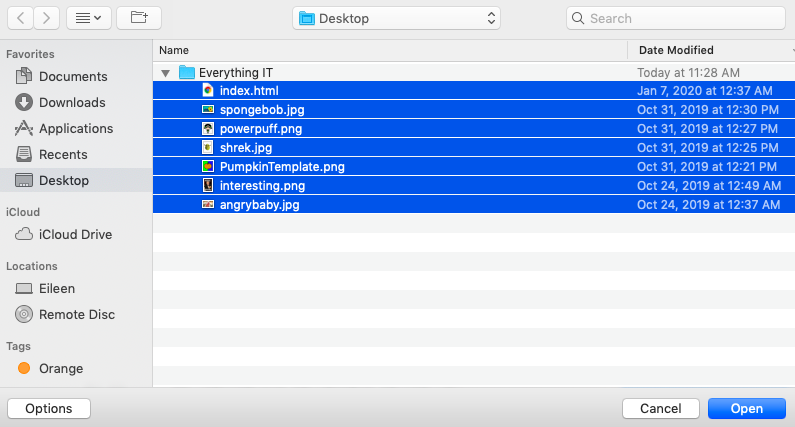 Desktop
Search
Favorites
Documents
Downloads
Applications
Recents
Desktop
iCloud
iCloud Drive
Locations
Eileen
Remote Disc
Tags
Orange
Name Date Modified
Everything IT Today at 11:28 AM
index.html Jan 7, 2020 at 12:37 AM
spongebob.jpg Oct 31, 2019 at 12:30 PM
powerpuff.png Oct 31, 2019 at 12:27 PM
shrek.jpg Oct 31, 2019 at 12:25 PM
PumpkinTemplate.png Oct 31, 2019 at 12:21 PM
interesting.png Oct 24, 2019 at 12:49 AM
angrybaby.jpg Oct 24, 2019 at 12:37 AM
Options Cancel Open